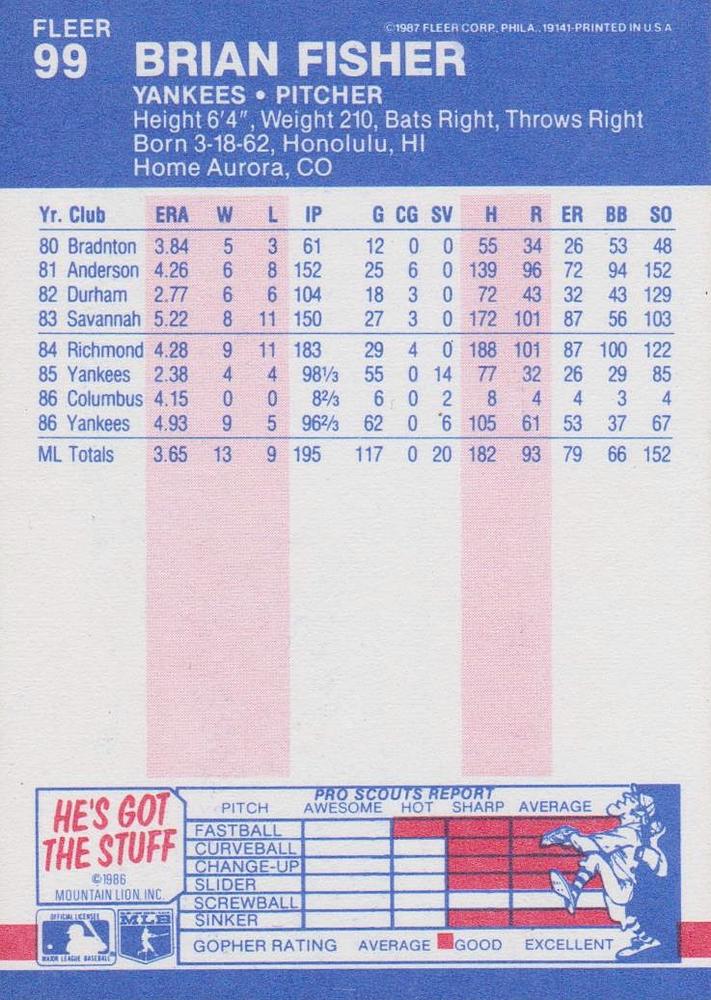 FLEER
99
©1987 FLEER CORP. PHILA., 19141-PRINTED IN U.S.A
BRIAN FISHER
YANKEES • PITCHER
Height 6'4", Weight 210, Bats Right, Throws Right
Born 3-18-62, Honolulu, HI
Home Aurora, CO
Yr. Club ERA W L IP G CG SV H R ER BB SO
80 Bradnton 3.84 5 3 61 12 0 0 55 34 26 53 48
81 Anderson 4.26 6 8 152 25 6 0 139 96 72 94 152
82 Durham 2.77 6 6 104 18 3 0 72 43 32 43 129
83 Savannah 5.22 8 11 150 27 3 0 172 101 87 56 103
84 Richmond 4.28 9 11 183 29 4 0 188 101 87 100 122
85 Yankees 2.38 4 4 98⅓ 55 0 14 77 32 26 29 85
86 Columbus 4.15 0 0 8⅔ 6 0 2 8 4 4 3 4
86 Yankees 4.93 9 5 96⅔ 62 0 6 105 61 53 37 67
ML Totals 3.65 13 9 195 117 0 20 182 93 79 66 152
HE'S GOT
THE STUFF
©1986
MOUNTAIN LION, INC.
OFFICIAL LICENSEE
MAJOR LEAGUE BASEBALL
MLB
PRO SCOUTS REPORT
PITCH AWESOME HOT SHARP AVERAGE
FASTBALL
CURVEBALL
CHANGE-UP
SLIDER
SCREWBALL
SINKER
GOPHER RATING AVERAGE GOOD EXCELLENT